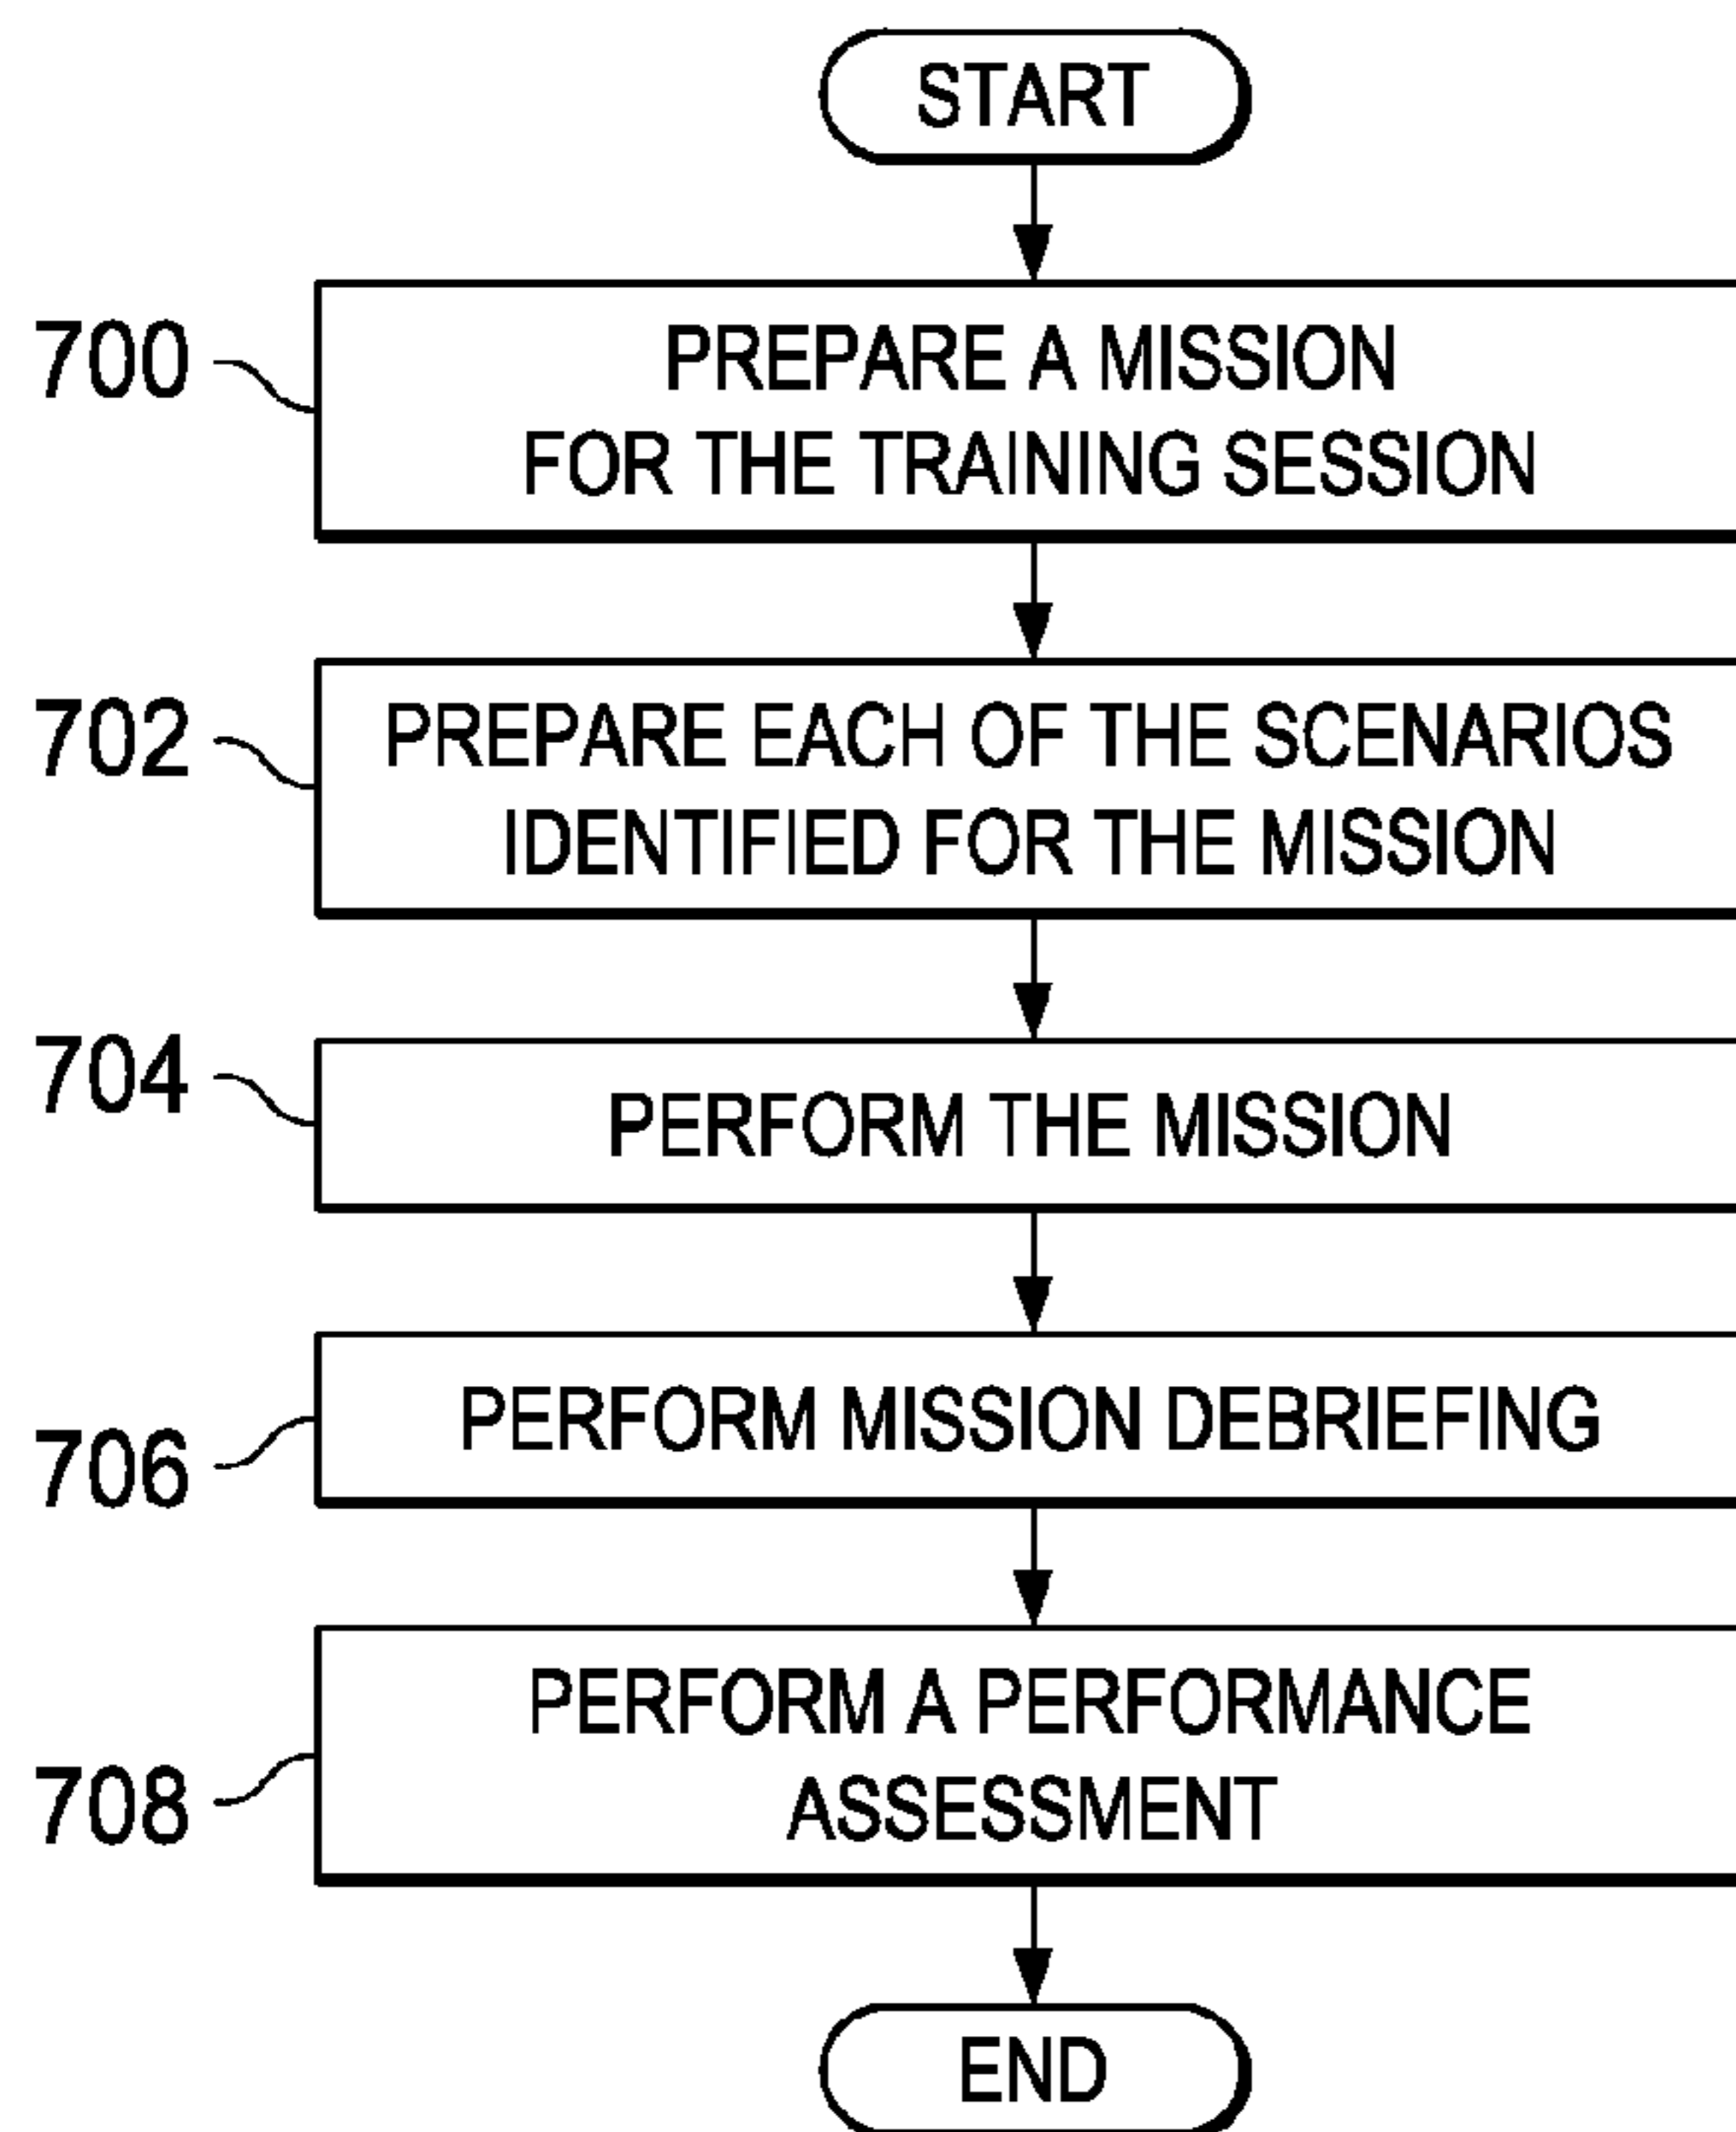 START
700
PREPARE A MISSION
FOR THE TRAINING SESSION
702
PREPARE EACH OF THE SCENARIOS
IDENTIFIED FOR THE MISSION
704
PERFORM THE MISSION
706
PERFORM MISSION DEBRIEFING
708
PERFORM A PERFORMANCE
ASSESSMENT
END